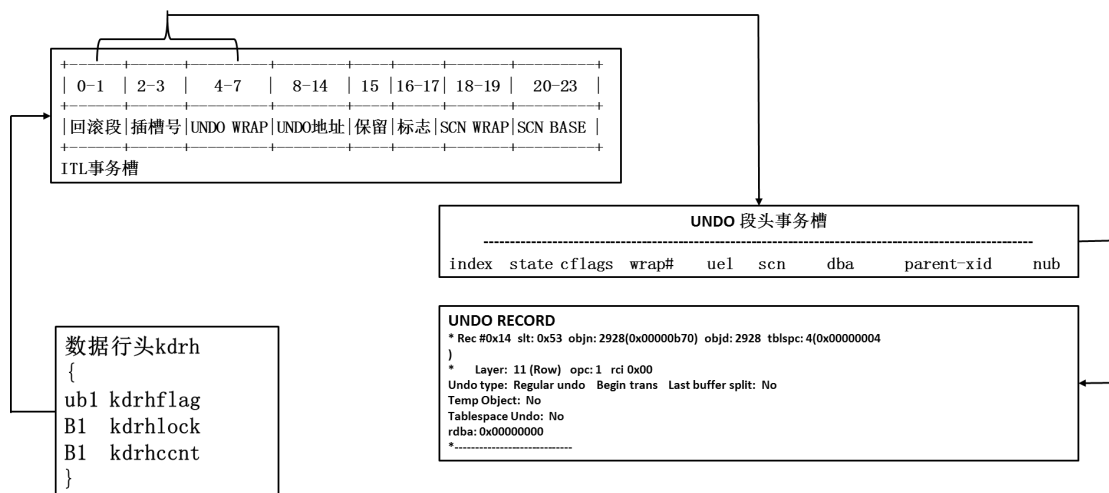 +-------+-------+-----------+-----------+----+-----+--------+----------+
| 0-1 | 2-3 | 4-7 | 8-14 | 15 |16-17| 18-19 | 20-23 |
+-------+-------+-----------+-----------+----+-----+--------+----------+
|回滚段|插槽号|UNDO WRAP|UNDO地址|保留|标志|SCN WRAP|SCN BASE |
+-------+-------+-----------+-----------+----+-----+--------+----------+
ITL事务槽
UNDO 段头事务槽
------------------------------------------------------------
index state cflags wrap# uel scn dba parent-xid nub
UNDO RECORD
* Rec #0x14 slt: 0x53 objn: 2928(0x00000b70) objd: 2928 tblspc: 4(0x00000004
)
* Layer: 11 (Row) opc: 1 rci 0x00
Undo type: Regular undo Begin trans Last buffer split: No
Temp Object: No
Tablespace Undo: No
rdba: 0x00000000
*-----------------------------
数据行头kdrh
{
ub1 kdrhflag
B1 kdrhlock
B1 kdrhccnt
}